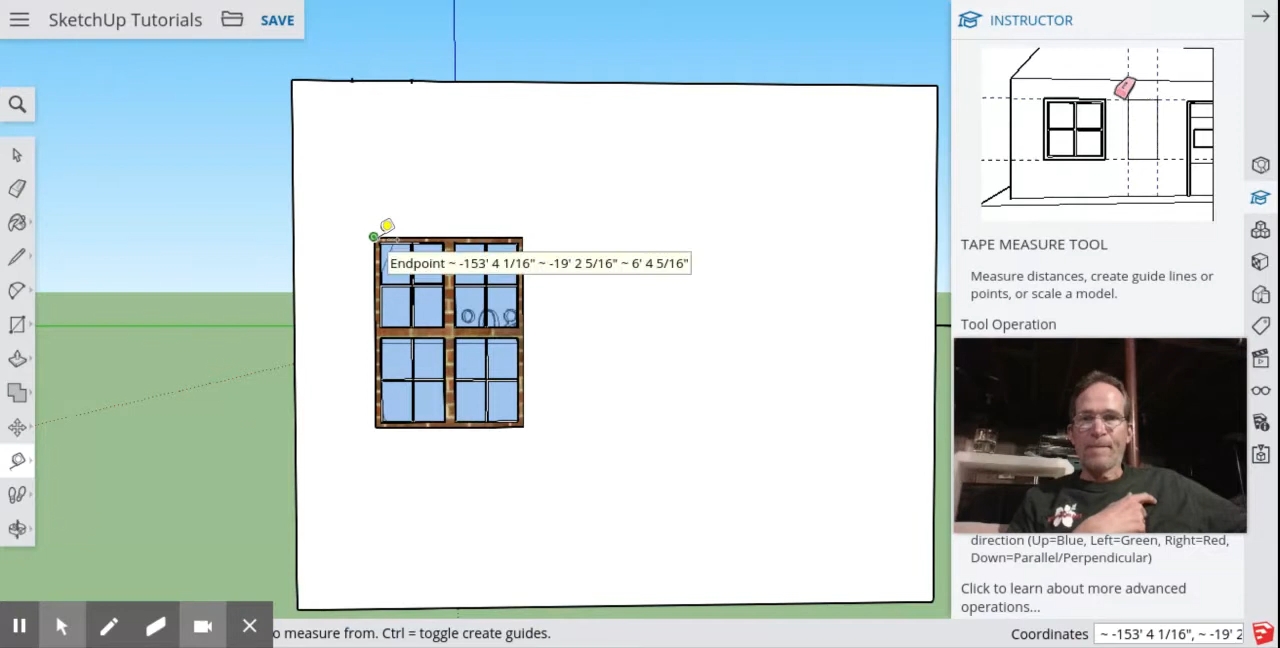 SketchUp Tutorials SAVE
INSTRUCTOR
Endpoint ~ -153' 4 1/16" ~ -19' 2 5/16" ~ 6' 4 5/16"
TAPE MEASURE TOOL
Measure distances, create guide lines or
points, or scale a model.
Tool Operation
direction (Up=Blue, Left=Green, Right=Red,
Down=Parallel/Perpendicular)
Click to learn about more advanced
operations...
o measure from. Ctrl = toggle create guides.
Coordinates ~ -153' 4 1/16", ~ -19' 2